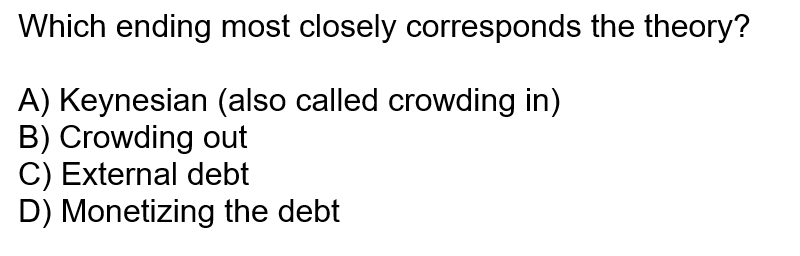 Which ending most closely corresponds the theory?
A) Keynesian (also called crowding in)
B) Crowding out
C) External debt
D) Monetizing the debt